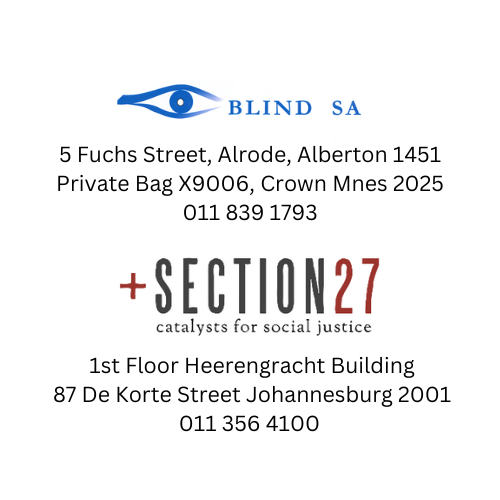 BLIND SA
5 Fuchs Street, Alrode, Alberton 1451
Private Bag X9006, Crown Mnes 2025
011 839 1793
+SECTION27
catalysts for social justice
1st Floor Heerengracht Building
87 De Korte Street Johannesburg 2001
011 356 4100